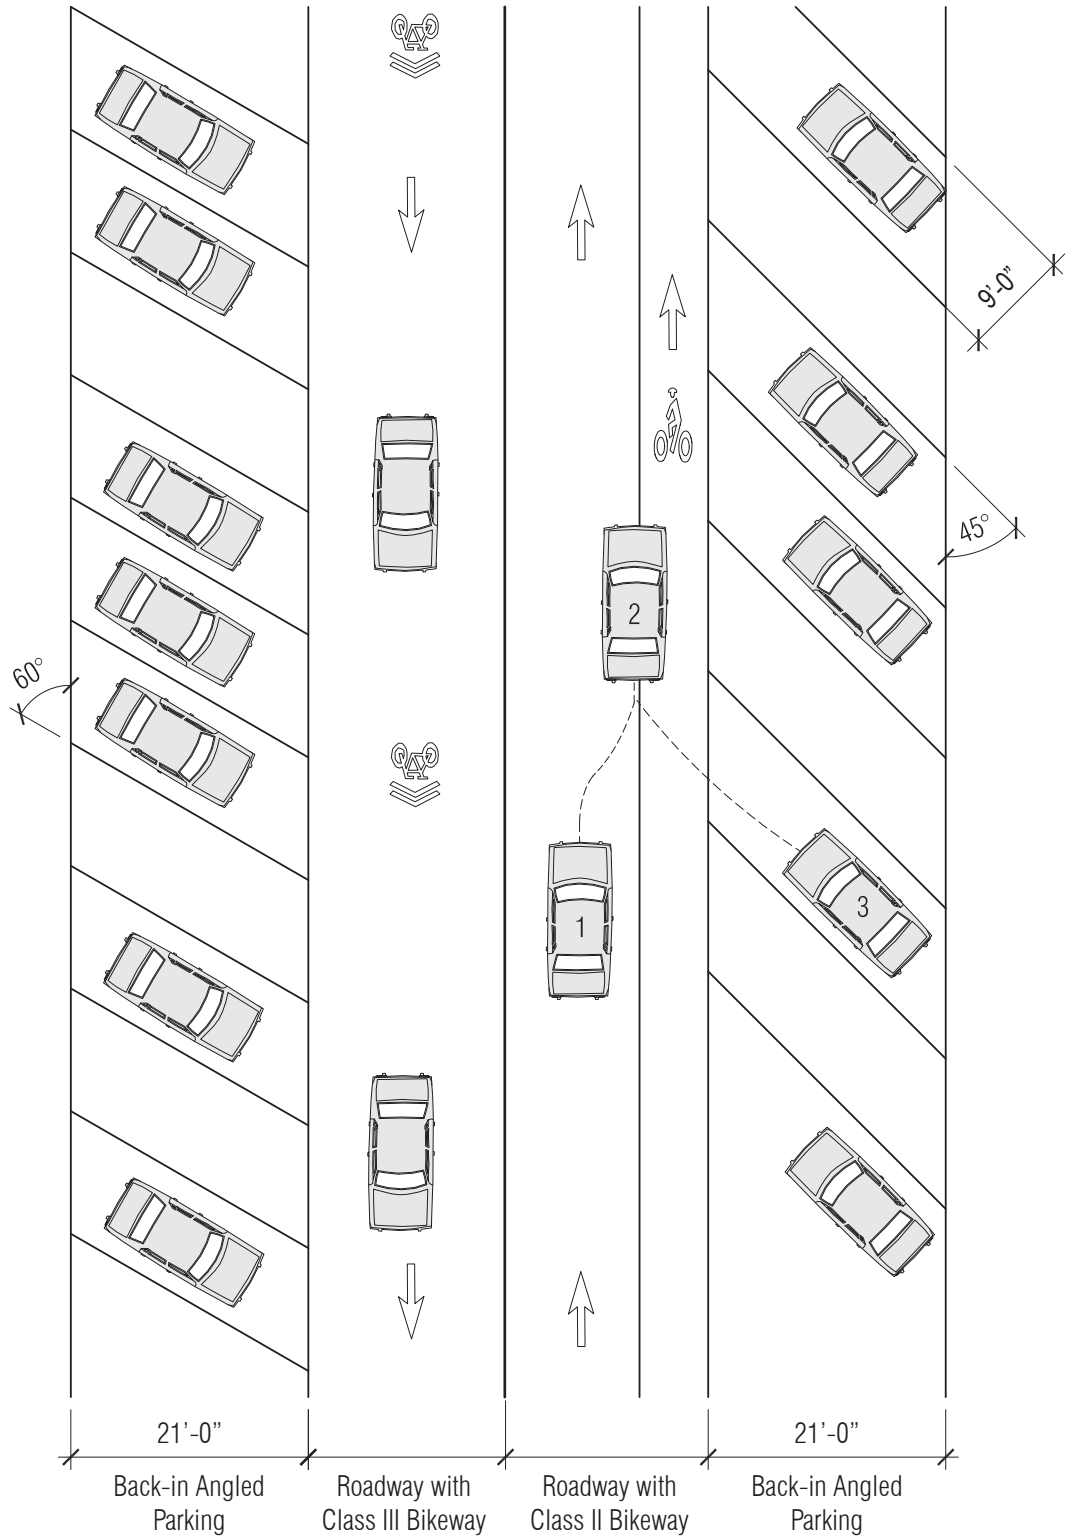 9’-0”
45°
2
60°
3
1
21’-0”
21’-0”
Back-in Angled
Parking
Roadway with
Class III Bikeway
Roadway with
Class II Bikeway
Back-in Angled
Parking